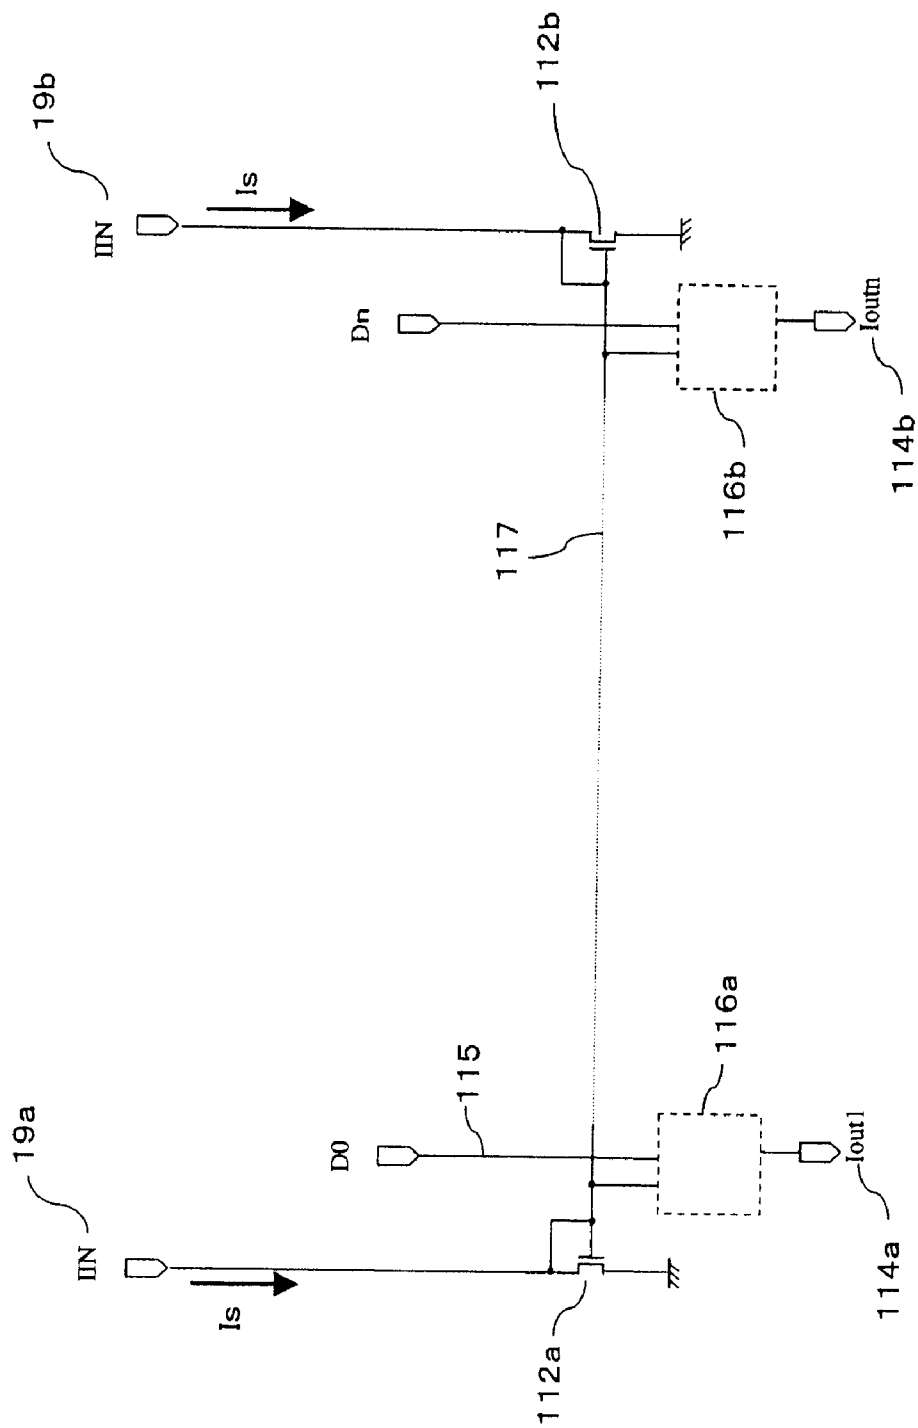 19a
19b
IIN
IIN
Is
Is
D0
Dn
115
117
112a
112b
116a
116b
Iout1
Ioutn
114a
114b